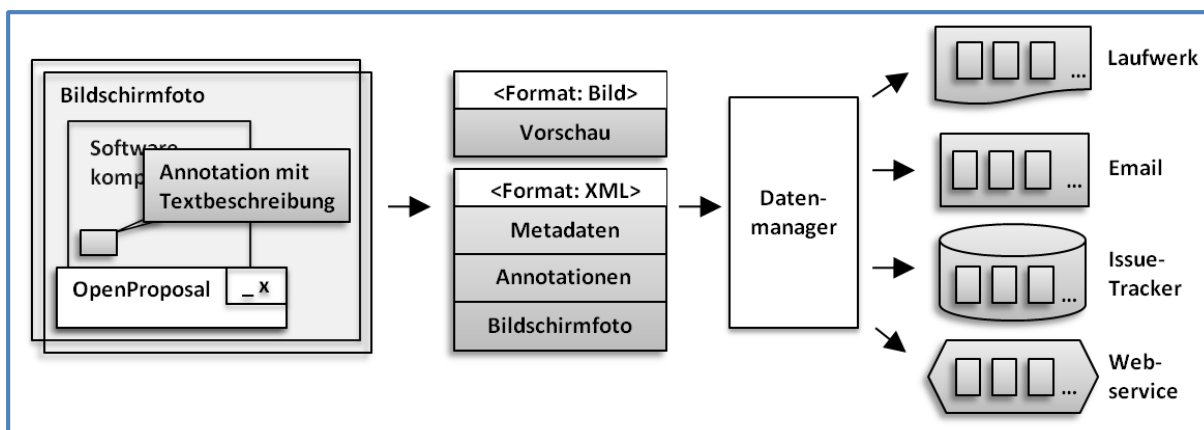 Bildschirmfoto
Software
komp
Annotation mit
Textbeschreibung
OpenProposal
_ x
<Format: Bild>
Vorschau
<Format: XML>
Metadaten
Annotationen
Bildschirmfoto
Daten-
manager
...
Laufwerk
...
Email
...
Issue-
Tracker
...
Web-
service